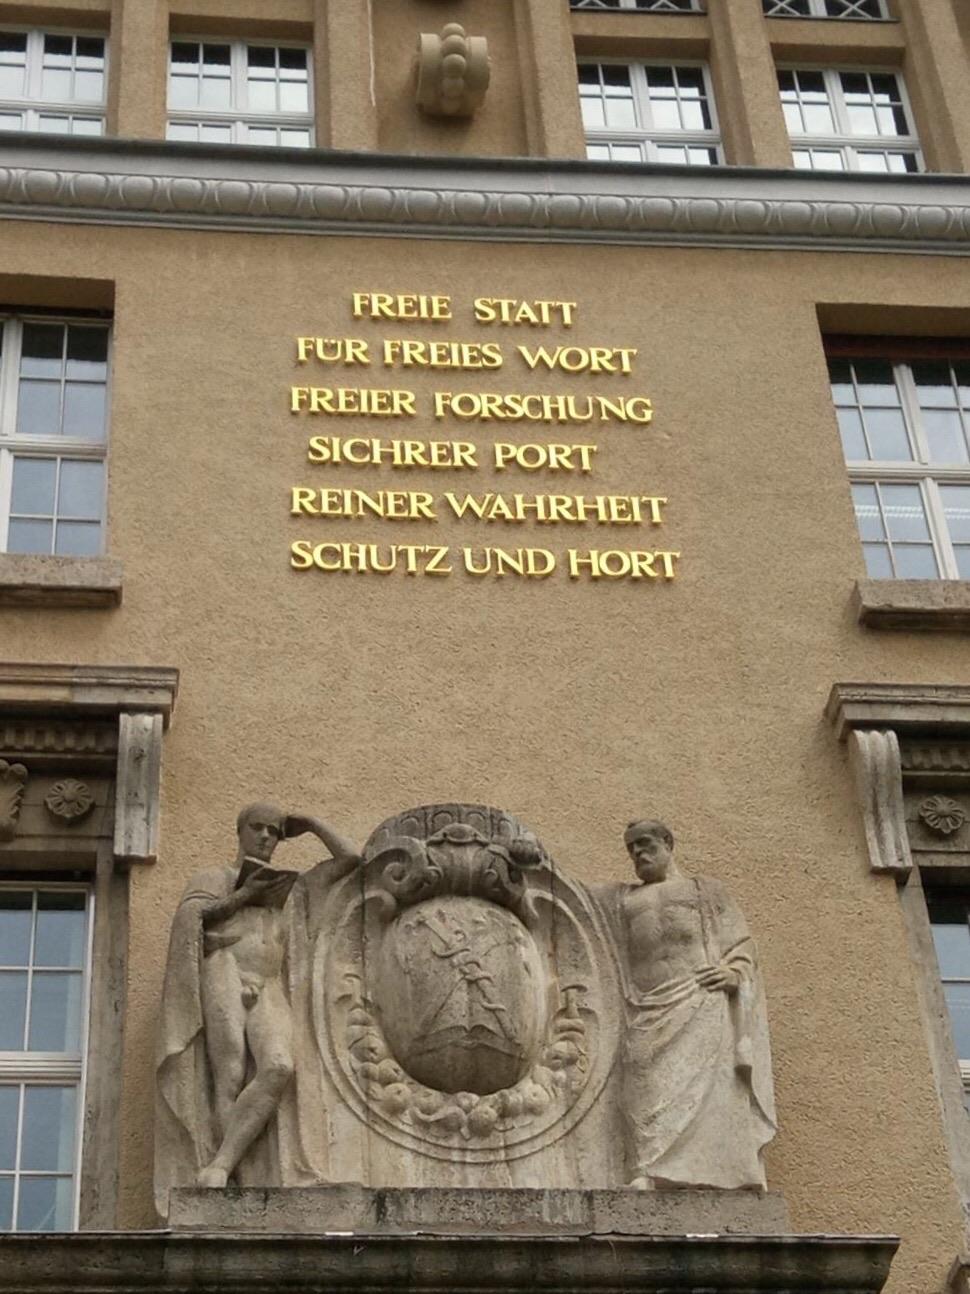 FREIE STATT
FÜR FREIES WORT
FREIER FORSCHUNG
SICHRER PORT
REINER WAHRHEIT
SCHUTZ UND HORT